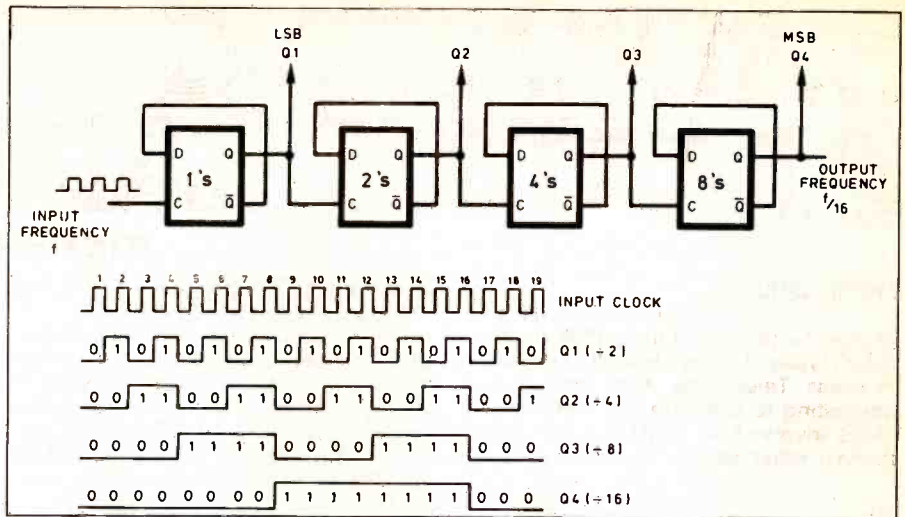 LSB
Q1
Q2
Q3
MSB
Q4
D Q
1's
C Q̅
D Q
2's
C Q̅
D Q
4's
C Q̅
D Q
8's
C Q̅
INPUT
FREQUENCY
f
OUTPUT
FREQUENCY
f/16
1 2 3 4 5 6 7 8 9 10 11 12 13 14 15 16 17 18 19
INPUT CLOCK
0 1 0 1 0 1 0 1 0 1 0 1 0 1 0 1 0 1 0 Q1 (÷2)
0 0 1 1 0 0 1 1 0 0 1 1 0 0 1 1 0 0 1 Q2 (÷4)
0 0 0 0 1 1 1 1 0 0 0 0 1 1 1 1 0 0 0 Q3 (÷8)
0 0 0 0 0 0 0 0 1 1 1 1 1 1 1 1 0 0 0 Q4 (÷16)